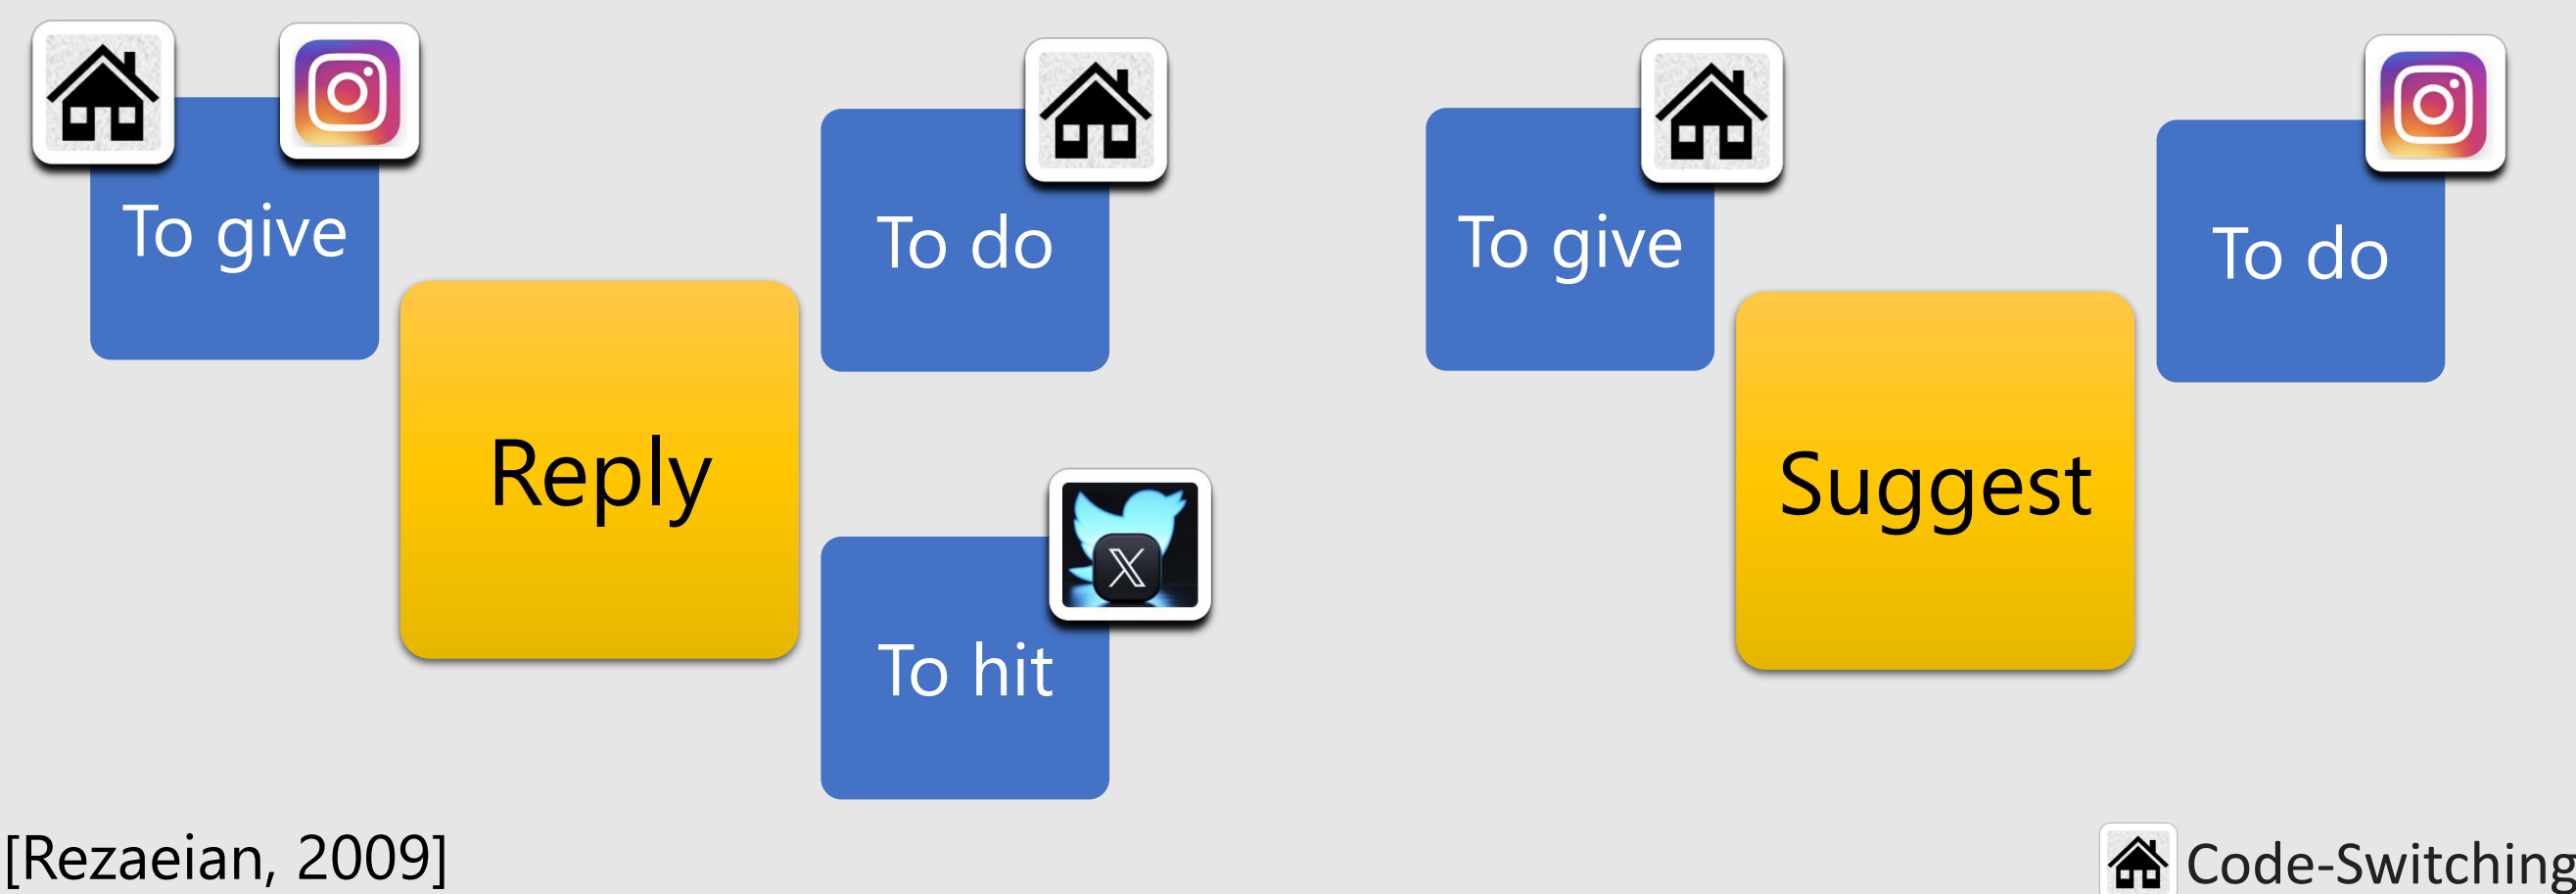 To give
To do
Reply
To hit
To give
To do
Suggest
[Rezaeian, 2009]
Code-Switching